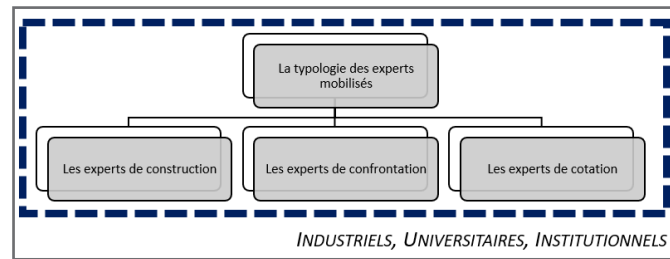 La typologie des experts
mobilisés
Les experts de construction
Les experts de confrontation
Les experts de cotation
INDUSTRIELS, UNIVERSITAIRES, INSTITUTIONNELS